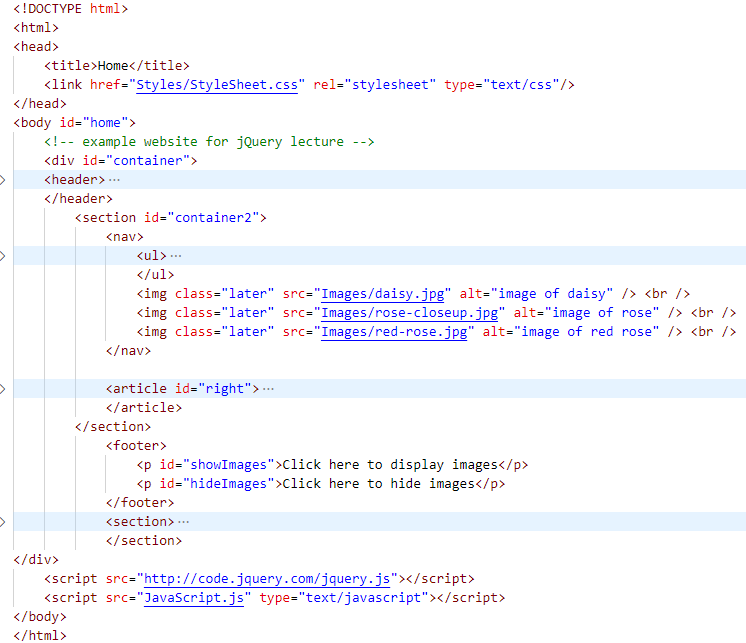 <!DOCTYPE html>
<html>
<head>
<title>Home</title>
<link href="Styles/StyleSheet.css" rel="stylesheet" type="text/css"/>
</head>
<body id="home">
<!-- example website for jQuery lecture -->
<div id="container">
<header>···
</header>
<section id="container2">
<nav>
<ul>···
</ul>
<img class="later" src="Images/daisy.jpg" alt="image of daisy" /> <br />
<img class="later" src="Images/rose-closeup.jpg" alt="image of rose" /> <br />
<img class="later" src="Images/red-rose.jpg" alt="image of red rose" /> <br />
</nav>
<article id="right">···
</article>
</section>
<footer>
<p id="showImages">Click here to display images</p>
<p id="hideImages">Click here to hide images</p>
</footer>
<section>···
</section>
</div>
<script src="http://code.jquery.com/jquery.js"></script>
<script src="JavaScript.js" type="text/javascript"></script>
</body>
</html>